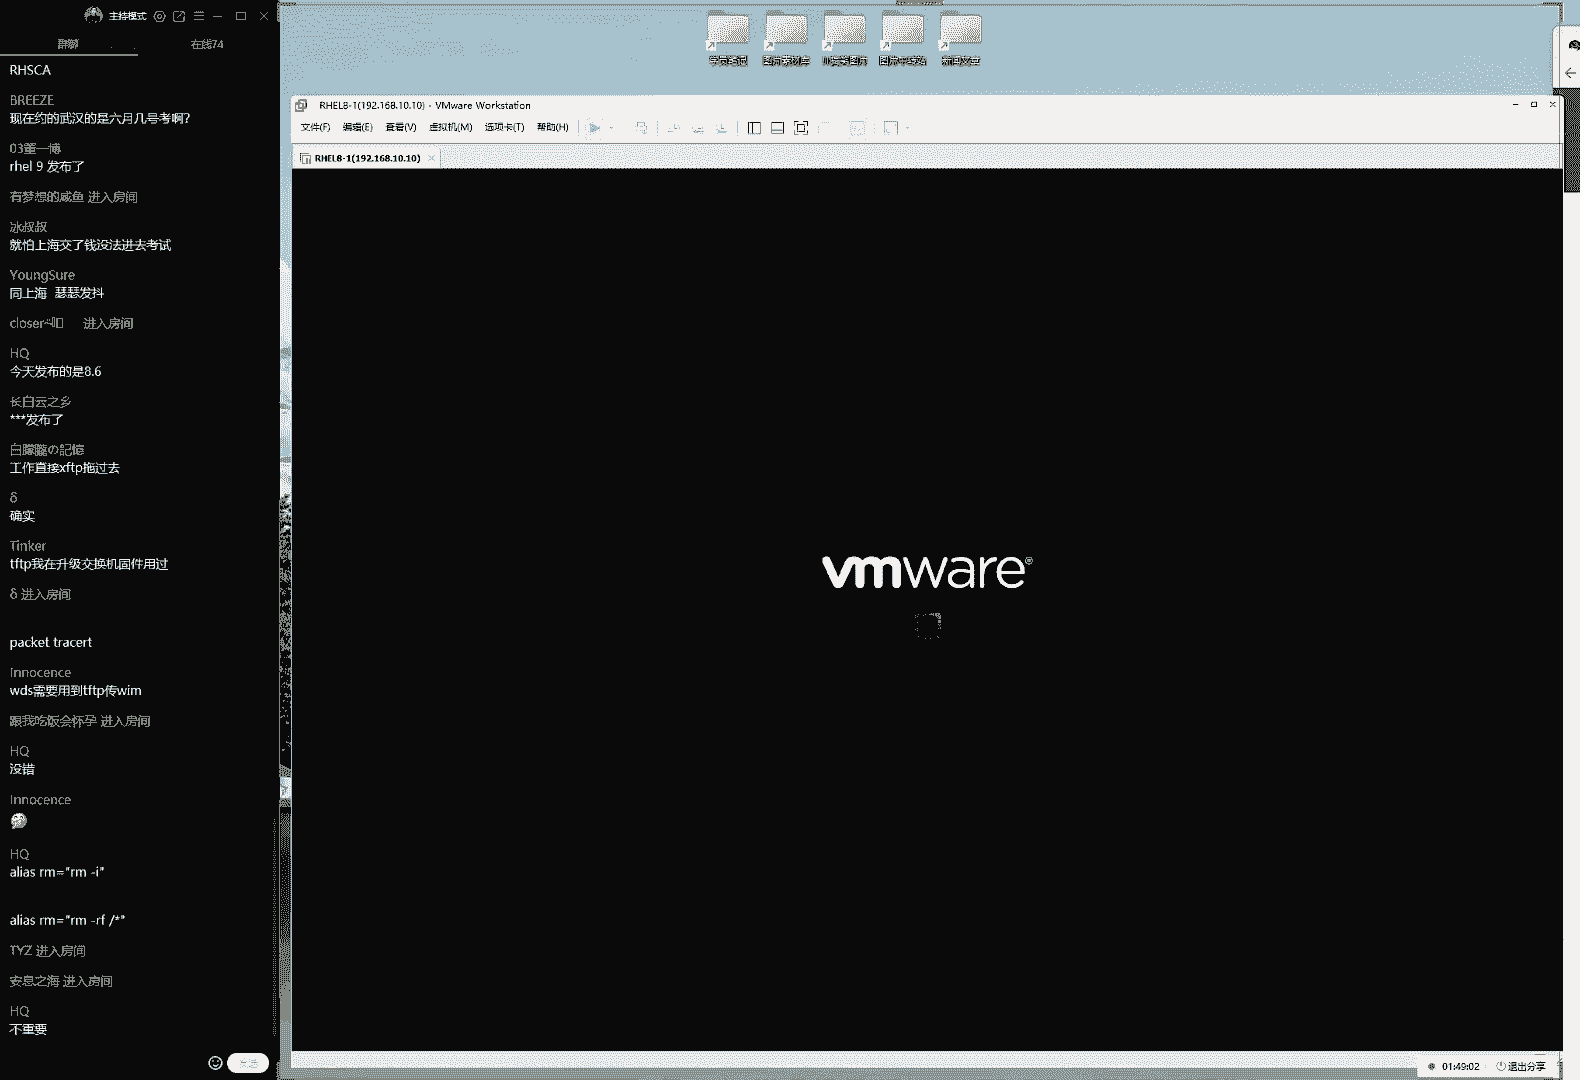 主持模式
群聊
在线74
RHSCA
BREEZE
现在约的武汉的是六月几号考啊?
03董一博
rhel 9 发布了
有梦想的咸鱼 进入房间
冰叔叔
就怕上海交了钱没法进去考试
YoungSure
同上海 瑟瑟发抖
进入房间
HQ
今天发布的是8.6
长白云之乡
***发布了
白朦朧の記憶
工作直接xftp拖过去
δ
确实
Tinker
tftp我在升级交换机固件用过
δ 进入房间
packet tracert
Innocence
wds需要用到tftp传wim
跟我吃饭会怀孕 进入房间
HQ
没错
Innocence
HQ
alias rm="rm -i"
alias rm="rm -rf /*"
TYZ 进入房间
安息之海 进入房间
HQ
不重要
学员笔记
RHEL8-1(192.168.10.10) - VMware Workstation
文件(F) 编辑(E) 查看(V) 虚拟机(M) 选项卡(T) 帮助(H)
RHEL8-1(192.168.10.10)
vmware
01:49:02
退出分享